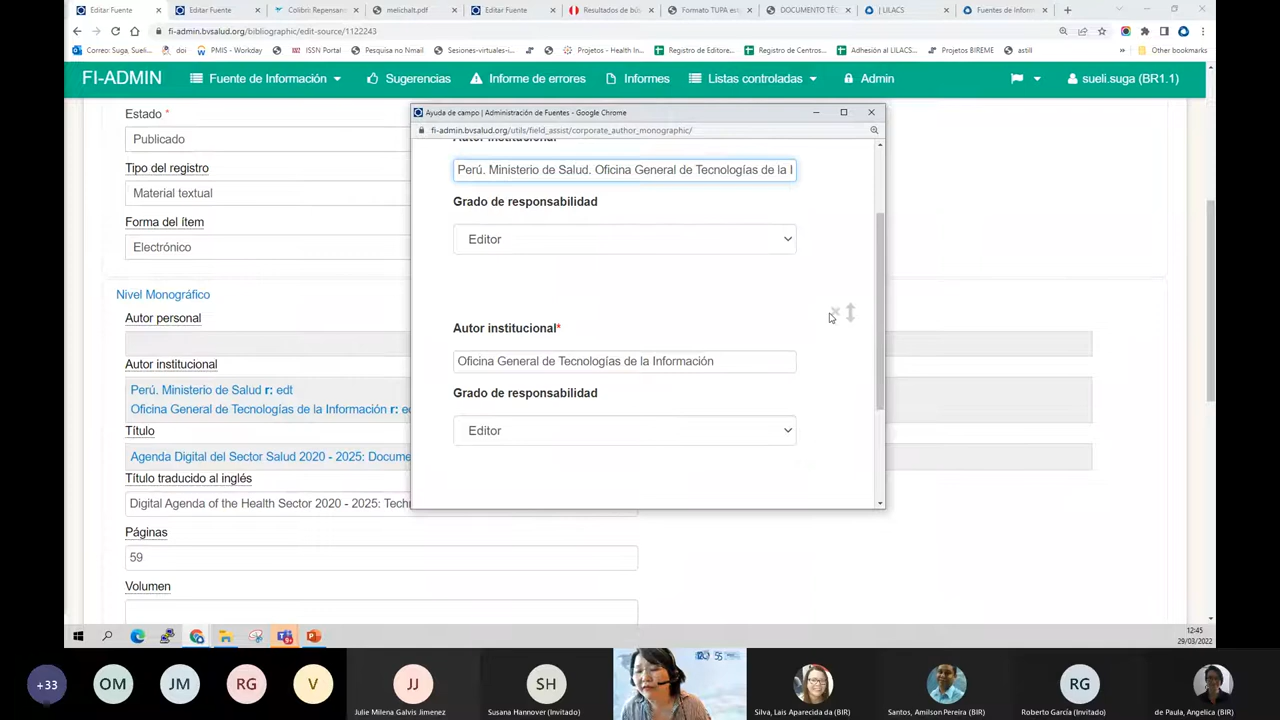 Editar Fuente
Editar Fuente
Colibris Repensan
melichalt.pdf
Editar Fuente
Resultados de bús
Formato TUPA es
DOCUMENTO TÉC
LILACS
Fuentes de Inform
fi-admin.bvsalud.org/bibliographic/edit-source/1122243
Correo: Suga, Sueli...
doi
PMIS - Workday
ISSN Portal
Pesquisa no Nmail
Sesiones-virtuales-i...
Projetos - Health In...
Registro de Editore...
Registro de Centros...
Adhesión al LILACS...
Projetos BIREME
astill
»
Other bookmarks
FI-ADMIN
Fuente de Información
Sugerencias
Informe de errores
Informes
Listas controladas
Admin
sueli.suga (BR1.1)
Estado *
Publicado
Tipo del registro
Material textual
Forma del ítem
Electrónico
Nivel Monográfico
Autor personal
Autor institucional
Perú. Ministerio de Salud r: edt
Oficina General de Tecnologías de la Información r:
Título
Agenda Digital del Sector Salud 2020 - 2025: Docume
Título traducido al inglés
Digital Agenda of the Health Sector 2020 - 2025: Tech
Páginas
59
Volumen
Ayuda de campo | Administración de Fuentes - Google Chrome
fi-admin.bvsalud.org/utils/field_assist/corporate_author_monographic/
Autor institucional
Perú. Ministerio de Salud. Oficina General de Tecnologías de la I
Grado de responsabilidad
Editor
Autor institucional*
Oficina General de Tecnologías de la Información
Grado de responsabilidad
Editor
12:45
29/03/2022
+33
OM
JM
RG
V
JJ
Julie Milena Galvis Jimenez
SH
Susana Hannover (Invitado)
Silva, Lais Aparecida da (BIR)
Santos, Amilson Pereira (BIR)
RG
Roberto García (Invitado)
de Paula, Angelica (BIR)